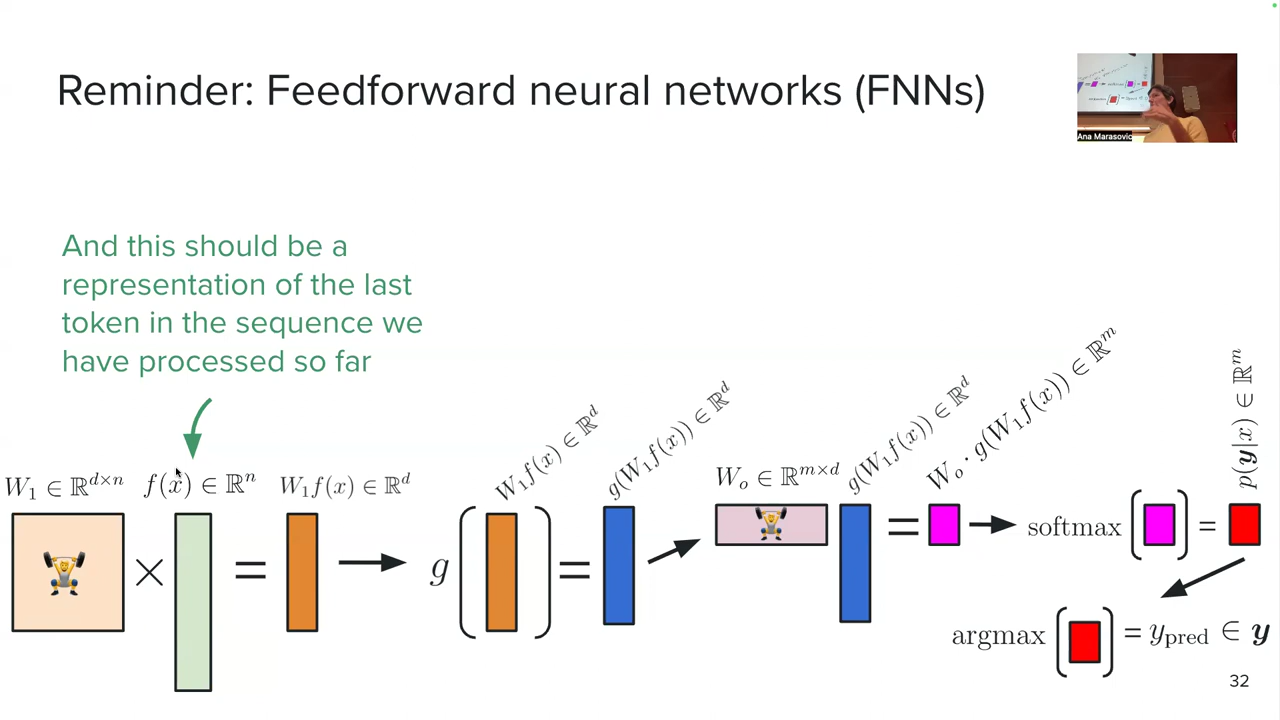 Reminder: Feedforward neural networks (FNNs)
Ana Marasovic
And this should be a
representation of the last
token in the sequence we
have processed so far
W₁ ∈ ℝ^{d×n}
f(x) ∈ ℝⁿ
W₁f(x) ∈ ℝ^d
W₁f(x) ∈ ℝ^d
g(W₁f(x)) ∈ ℝ^d
W_o ∈ ℝ^{m×d}
g(W₁f(x)) ∈ ℝ^d
W_o · g(W₁f(x)) ∈ ℝ^m
p(y|x) ∈ ℝ^m
× = g ( ) = = softmax ( ) =
argmax ( ) = y_pred ∈ y
32